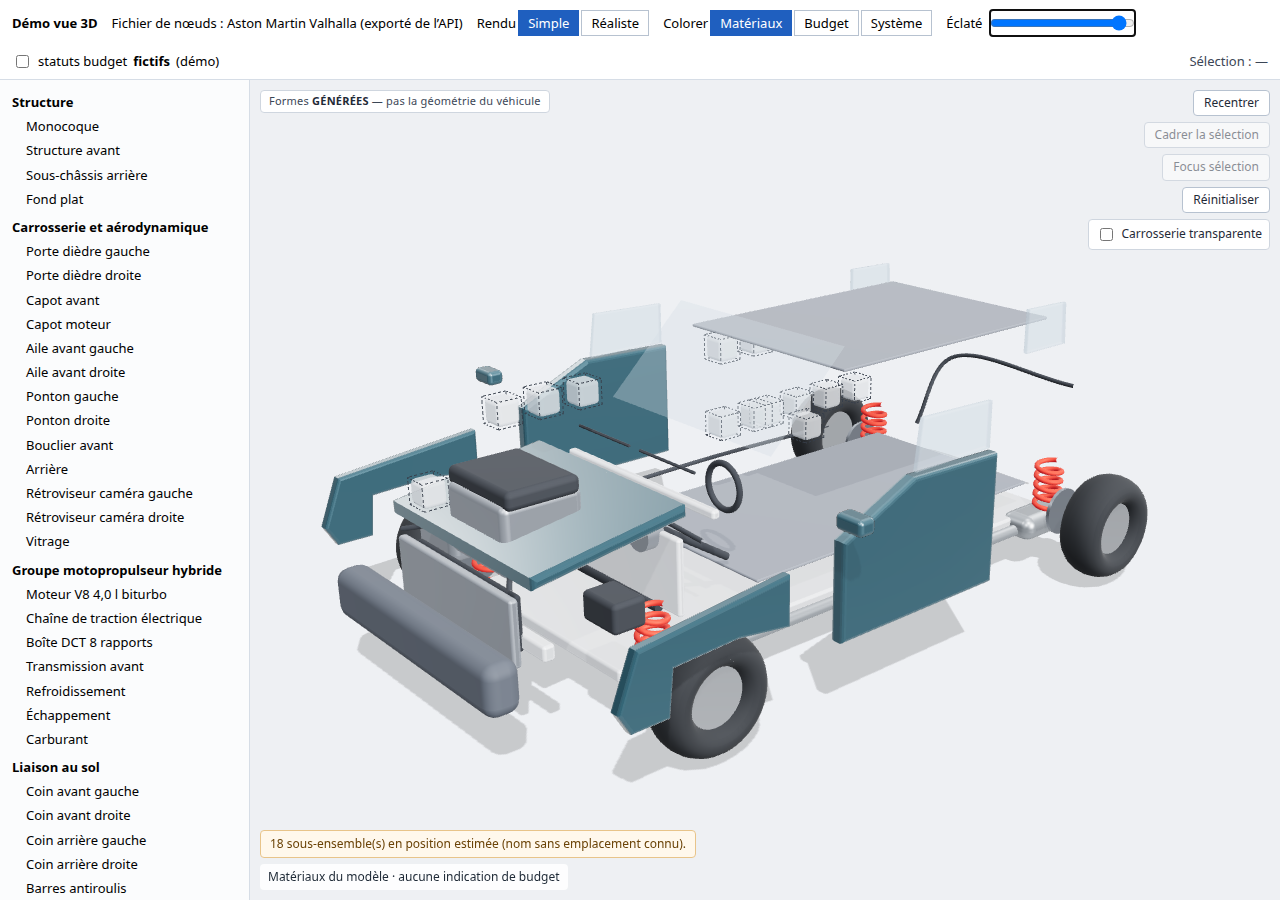 Démo vue 3D Fichier de nœuds : Aston Martin Valhalla (exporté de l’API) Rendu Simple Réaliste Colorer Matériaux Budget Système Éclaté
statuts budget fictifs (démo) Sélection : —
Structure
Monocoque
Structure avant
Sous-châssis arrière
Fond plat
Carrosserie et aérodynamique
Porte dièdre gauche
Porte dièdre droite
Capot avant
Capot moteur
Aile avant gauche
Aile avant droite
Ponton gauche
Ponton droite
Bouclier avant
Arrière
Rétroviseur caméra gauche
Rétroviseur caméra droite
Vitrage
Groupe motopropulseur hybride
Moteur V8 4,0 l biturbo
Chaîne de traction électrique
Boîte DCT 8 rapports
Transmission avant
Refroidissement
Échappement
Carburant
Liaison au sol
Coin avant gauche
Coin avant droite
Coin arrière gauche
Coin arrière droite
Barres antiroulis
Formes GÉNÉRÉES — pas la géométrie du véhicule
Recentrer
Cadrer la sélection
Focus sélection
Réinitialiser
Carrosserie transparente
18 sous-ensemble(s) en position estimée (nom sans emplacement connu).
Matériaux du modèle · aucune indication de budget